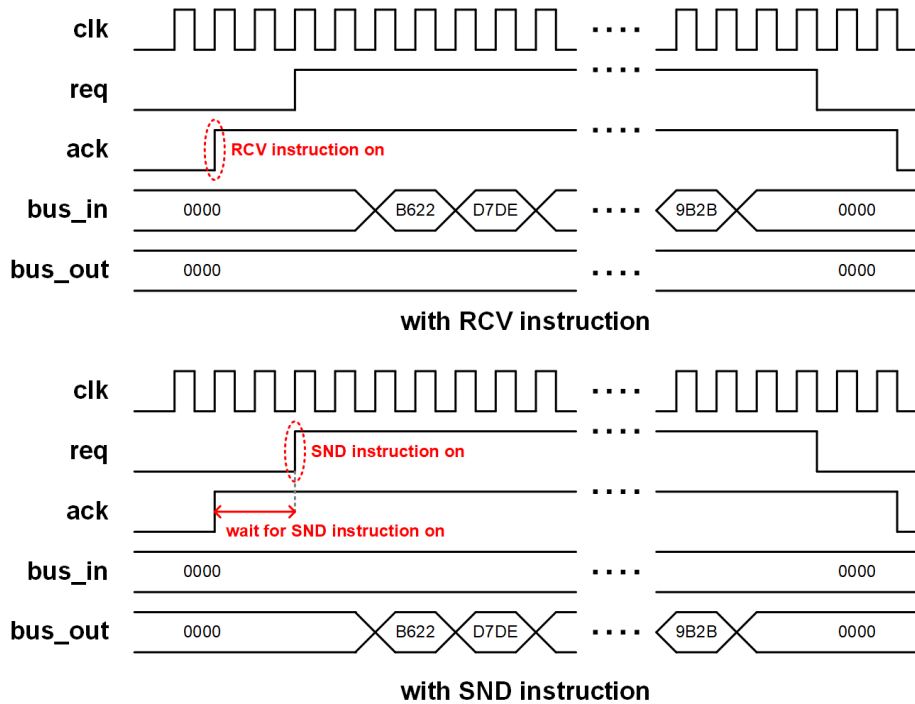 clk
req
ack
RCV instruction on
bus_in
0000
B622
D7DE
9B2B
0000
bus_out
0000
0000
with RCV instruction
clk
req
SND instruction on
ack
wait for SND instruction on
bus_in
0000
0000
bus_out
0000
B622
D7DE
9B2B
0000
with SND instruction